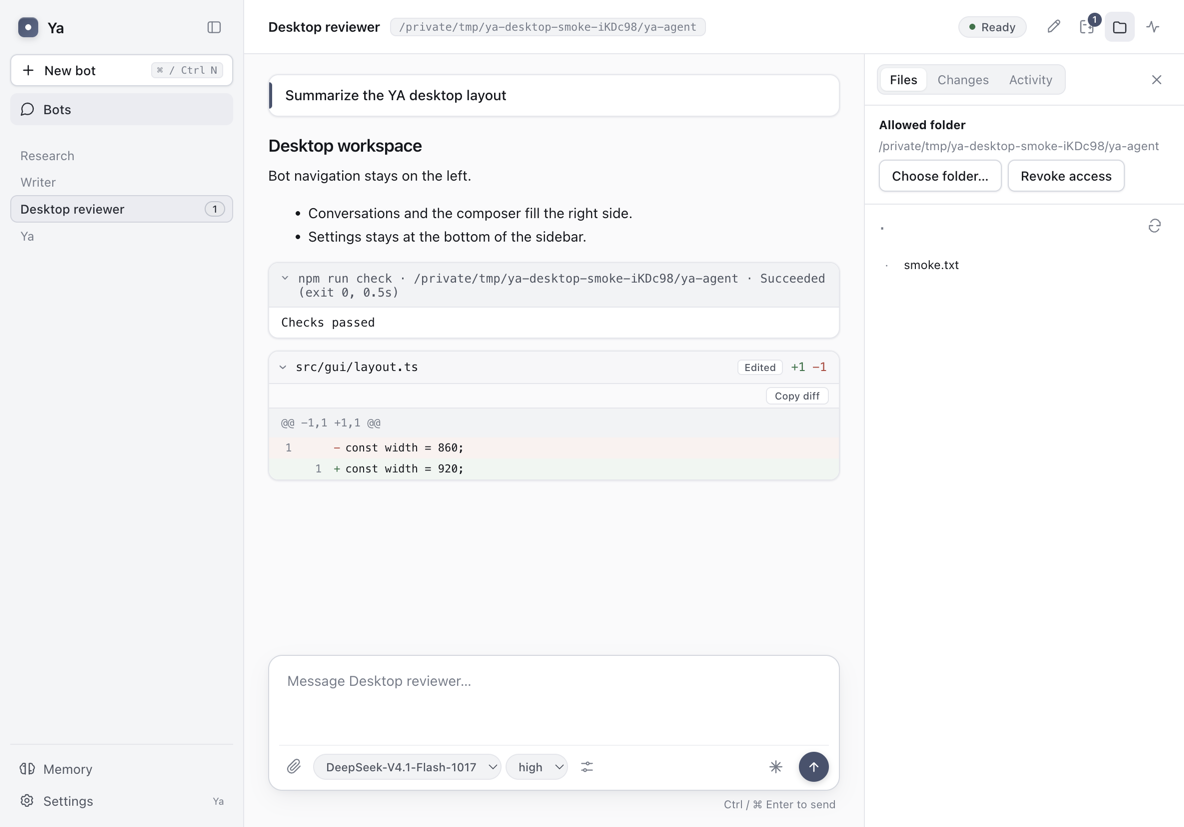 Ya
New bot ⌘ / Ctrl N
Bots
Research
Writer
Desktop reviewer 1
Ya
Memory
Settings Ya
Desktop reviewer /private/tmp/ya-desktop-smoke-iKDc98/ya-agent
Ready 1
Summarize the YA desktop layout
Desktop workspace
Bot navigation stays on the left.
• Conversations and the composer fill the right side.
• Settings stays at the bottom of the sidebar.
npm run check · /private/tmp/ya-desktop-smoke-iKDc98/ya-agent · Succeeded
(exit 0, 0.5s)
Checks passed
src/gui/layout.ts Edited +1 −1
Copy diff
@@ −1,1 +1,1 @@
1 − const width = 860;
1 + const width = 920;
Message Desktop reviewer...
DeepSeek-V4.1-Flash-1017 high
Ctrl / ⌘ Enter to send
Files Changes Activity
Allowed folder
/private/tmp/ya-desktop-smoke-iKDc98/ya-agent
Choose folder... Revoke access
.
· smoke.txt